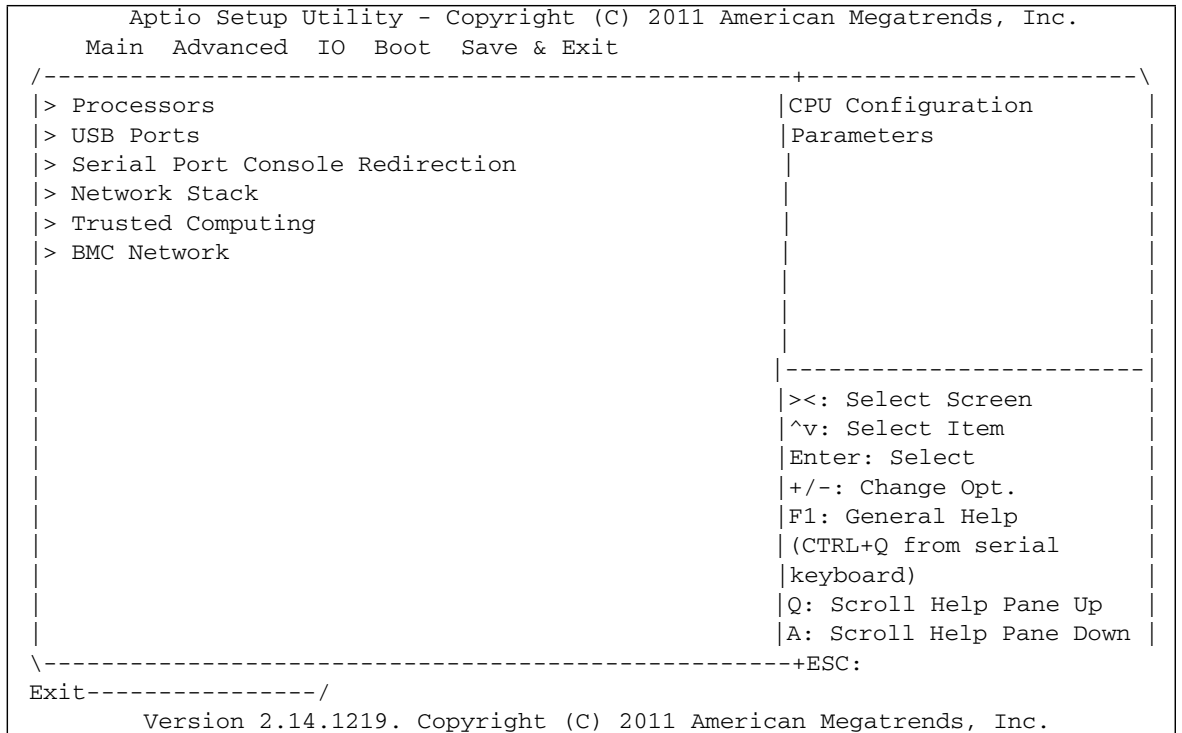 Aptio Setup Utility - Copyright (C) 2011 American Megatrends, Inc.
Main  Advanced  IO  Boot  Save & Exit
/----------------------------------------------------+-----------------------\
|> Processors                                        |CPU Configuration      |
|> USB Ports                                         |Parameters             |
|> Serial Port Console Redirection                   |                       |
|> Network Stack                                     |                       |
|> Trusted Computing                                 |                       |
|> BMC Network                                       |                       |
|                                                    |                       |
|                                                    |                       |
|                                                    |                       |
|                                                    |-------------------------|
|                                                    |><: Select Screen      |
|                                                    |^v: Select Item        |
|                                                    |Enter: Select          |
|                                                    |+/-: Change Opt.       |
|                                                    |F1: General Help       |
|                                                    |(CTRL+Q from serial    |
|                                                    |keyboard)              |
|                                                    |Q: Scroll Help Pane Up |
|                                                    |A: Scroll Help Pane Down |
\----------------------------------------------------+ESC:
Exit----------------/
Version 2.14.1219. Copyright (C) 2011 American Megatrends, Inc.